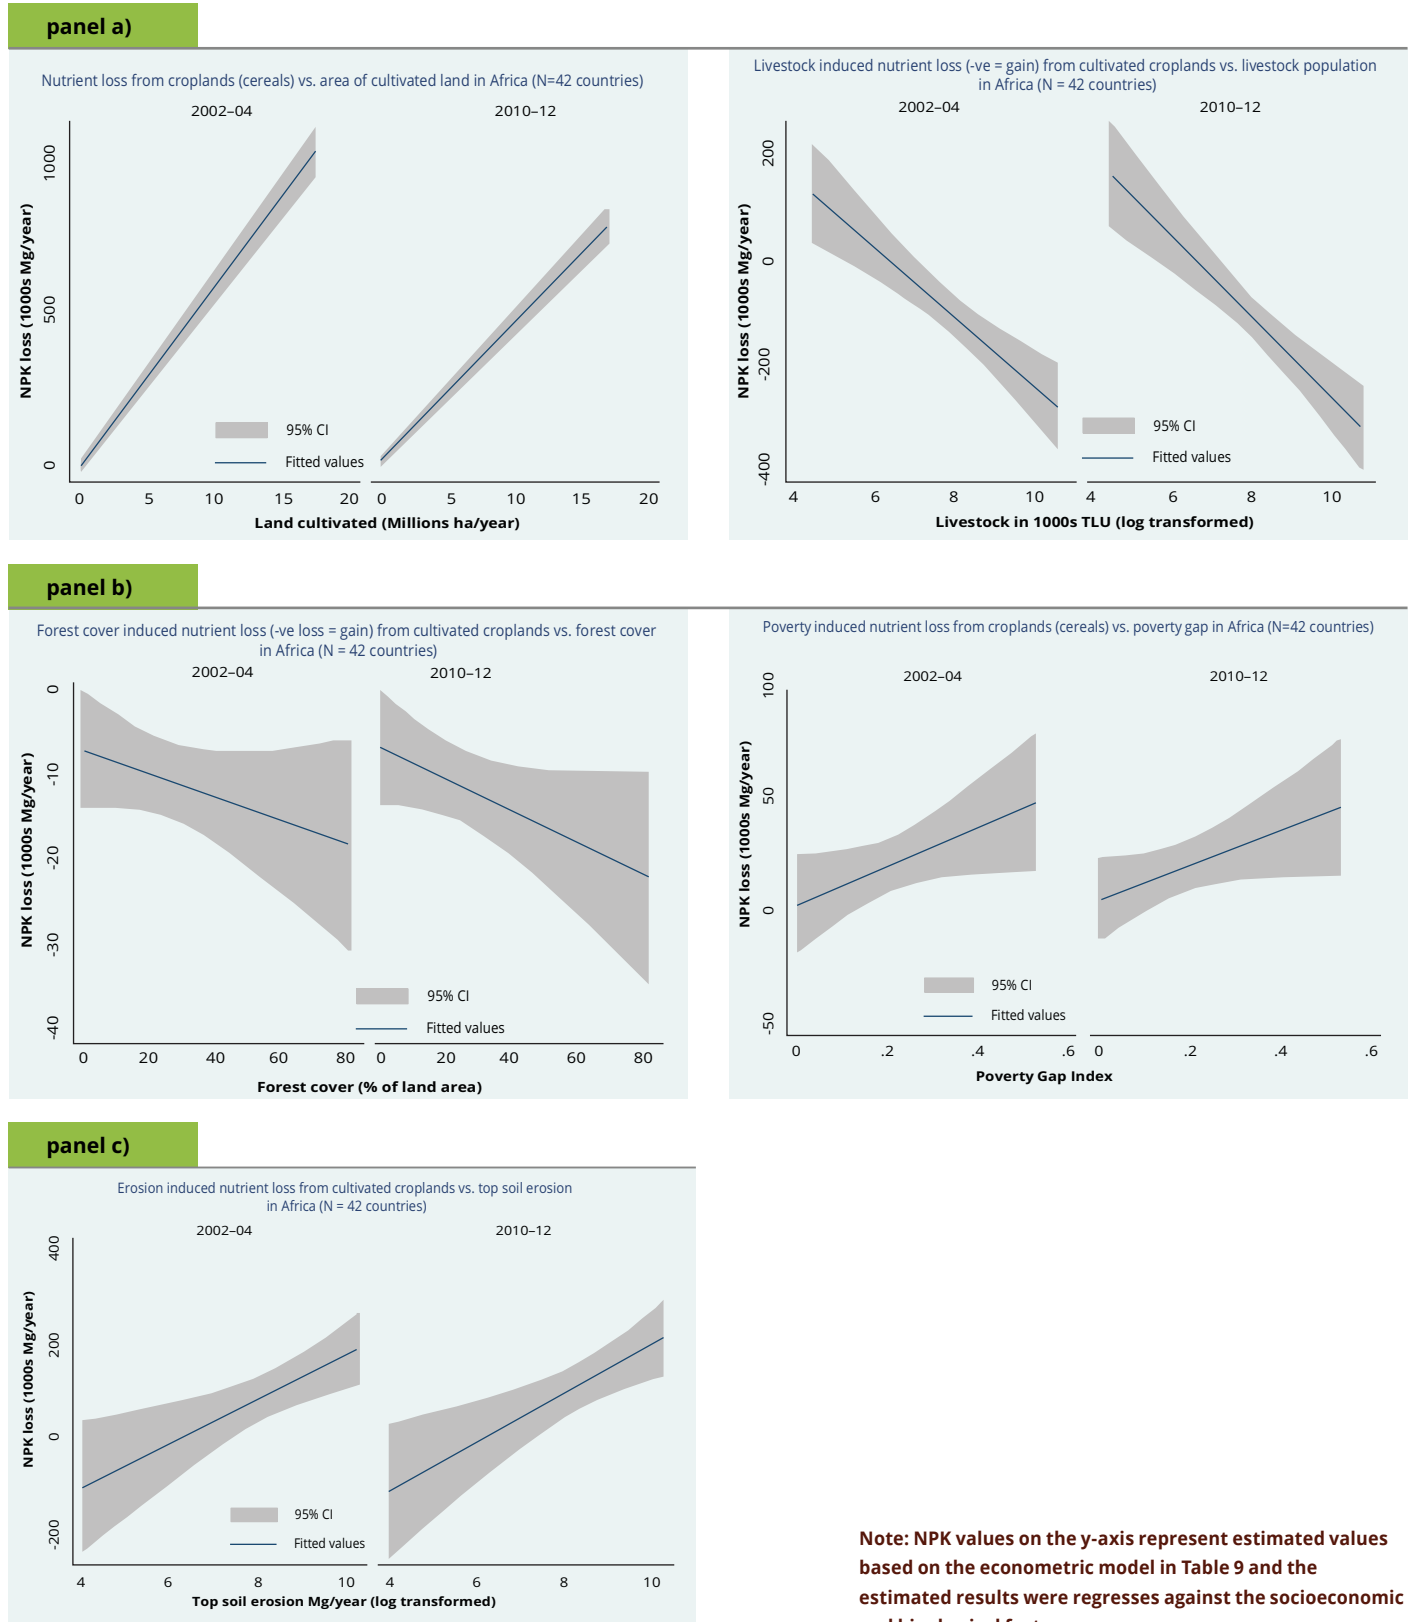 panel a)
Nutrient loss from croplands (cereals) vs. area of cultivated land in Africa (N=42 countries)
2002–04
2010–12
NPK loss (1000s Mg/year)
1000
500
0
95% CI
Fitted values
0 5 10 15 20 0 5 10 15 20
Land cultivated (Millions ha/year)
Livestock induced nutrient loss (-ve = gain) from cultivated croplands vs. livestock population
in Africa (N = 42 countries)
2002–04
2010–12
NPK loss (1000s Mg/year)
200
0
-200
-400
95% CI
Fitted values
4 6 8 10 4 6 8 10
Livestock in 1000s TLU (log transformed)
panel b)
Forest cover induced nutrient loss (-ve loss = gain) from cultivated croplands vs. forest cover
in Africa (N = 42 countries)
2002–04
2010–12
NPK loss (1000s Mg/year)
0
-10
-20
-30
-40
95% CI
Fitted values
0 20 40 60 80 0 20 40 60 80
Forest cover (% of land area)
Poverty induced nutrient loss from croplands (cereals) vs. poverty gap in Africa (N=42 countries)
2002–04
2010–12
NPK loss (1000s Mg/year)
100
50
0
-50
95% CI
Fitted values
0 .2 .4 .6 0 .2 .4 .6
Poverty Gap Index
panel c)
Erosion induced nutrient loss from cultivated croplands vs. top soil erosion
in Africa (N = 42 countries)
2002–04
2010–12
NPK loss (1000s Mg/year)
400
200
0
-200
95% CI
Fitted values
4 6 8 10 4 6 8 10
Top soil erosion Mg/year (log transformed)
Note: NPK values on the y-axis represent estimated values
based on the econometric model in Table 9 and the
estimated results were regresses against the socioeconomic